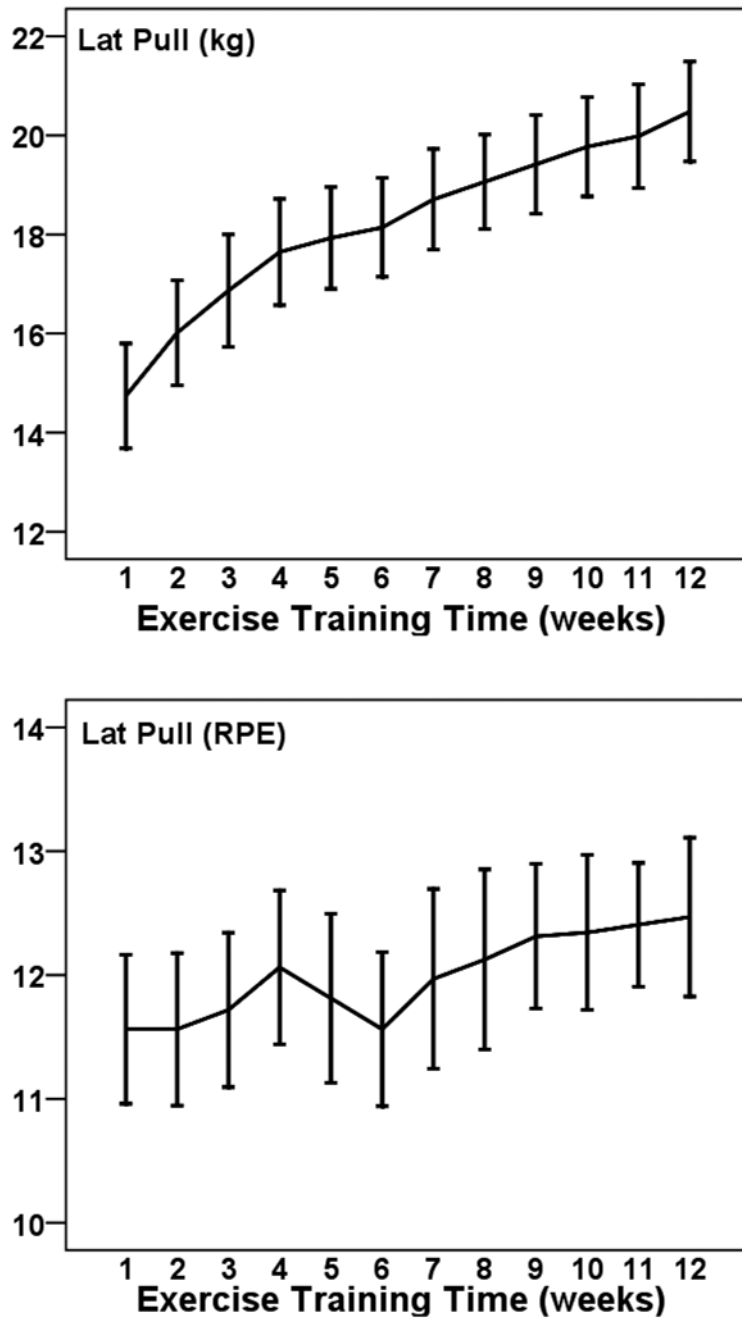 Lat Pull (kg)
22
20
18
16
14
12
1 2 3 4 5 6 7 8 9 10 11 12
Exercise Training Time (weeks)
Lat Pull (RPE)
14
13
12
11
10
1 2 3 4 5 6 7 8 9 10 11 12
Exercise Training Time (weeks)